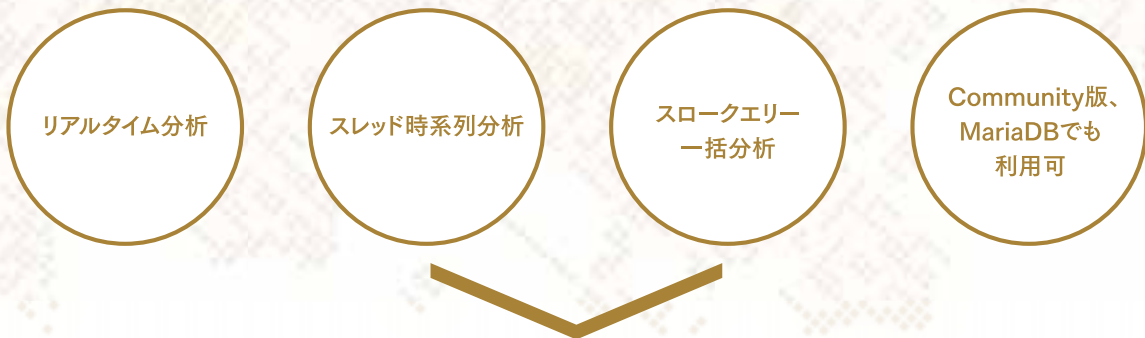 リアルタイム分析
スレッド時系列分析
スロークエリー
一括分析
Community版、
MariaDBでも
利用可